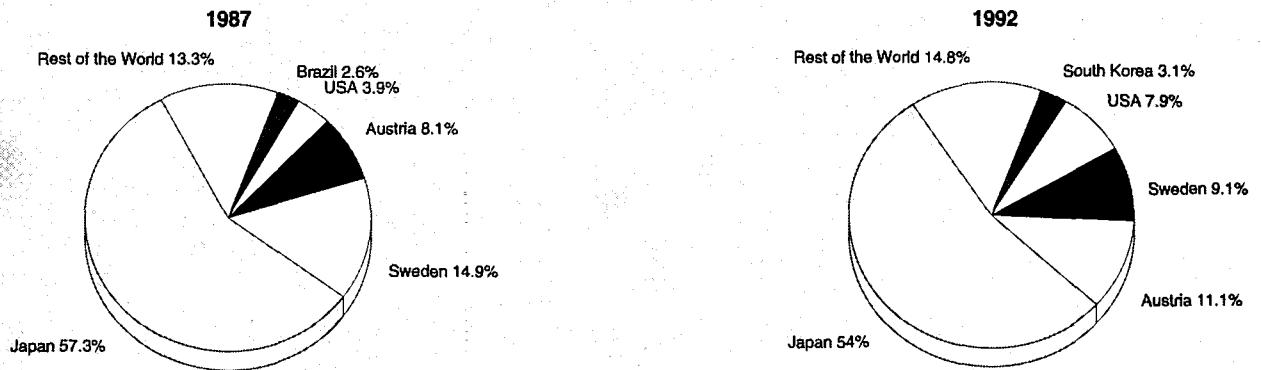 1987
Rest of the World 13.3%
Brazil 2.6%
USA 3.9%
Austria 8.1%
Sweden 14.9%
Japan 57.3%
1992
Rest of the World 14.8%
South Korea 3.1%
USA 7.9%
Sweden 9.1%
Austria 11.1%
Japan 54%